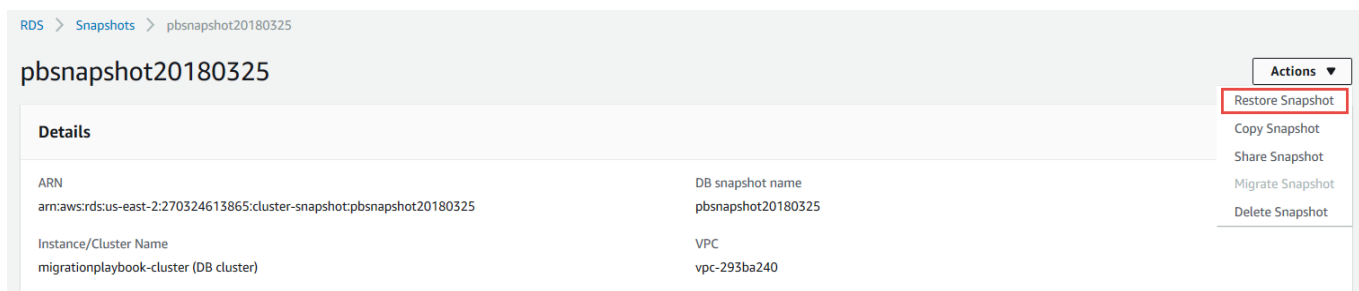 RDS > Snapshots > pbsnapshot20180325
pbsnapshot20180325
Actions ▼
Restore Snapshot
Copy Snapshot
Share Snapshot
Migrate Snapshot
Delete Snapshot
Details
ARN
arn:aws:rds:us-east-2:270324613865:cluster-snapshot:pbsnapshot20180325
DB snapshot name
pbsnapshot20180325
Instance/Cluster Name
migrationplaybook-cluster (DB cluster)
VPC
vpc-293ba240